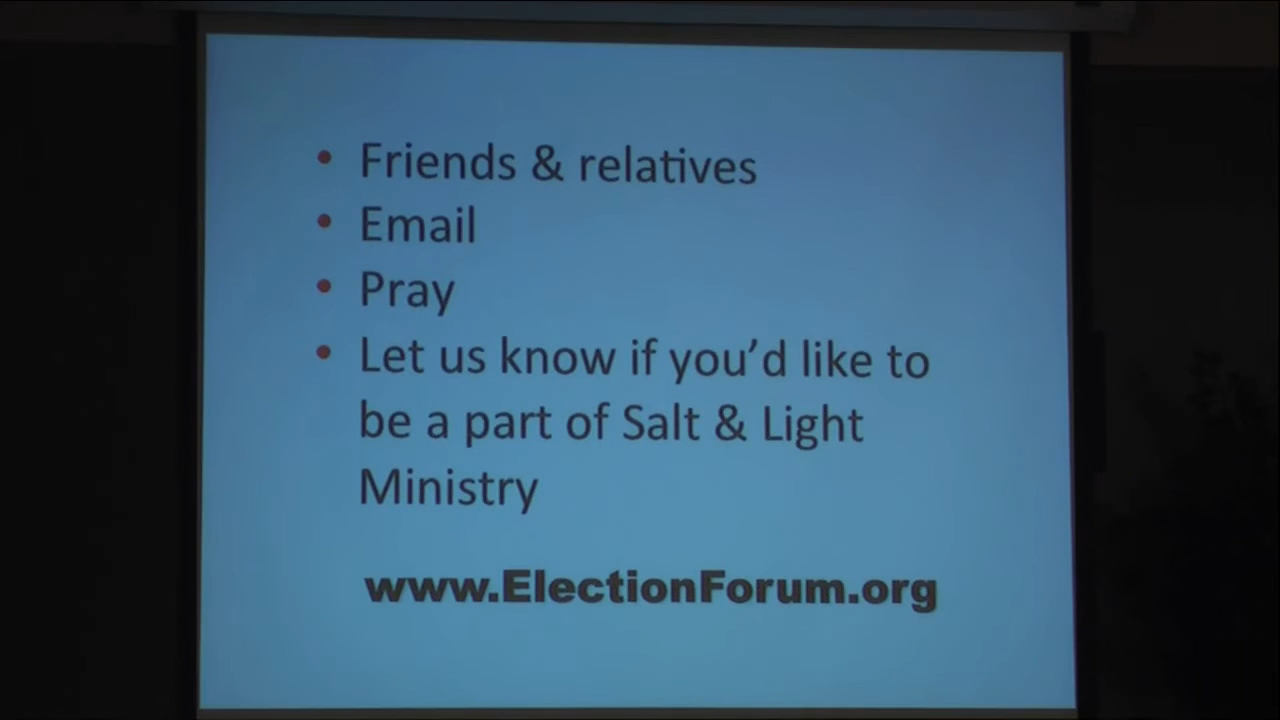 • Friends & relatives
• Email
• Pray
• Let us know if you’d like to
be a part of Salt & Light
Ministry
www.ElectionForum.org